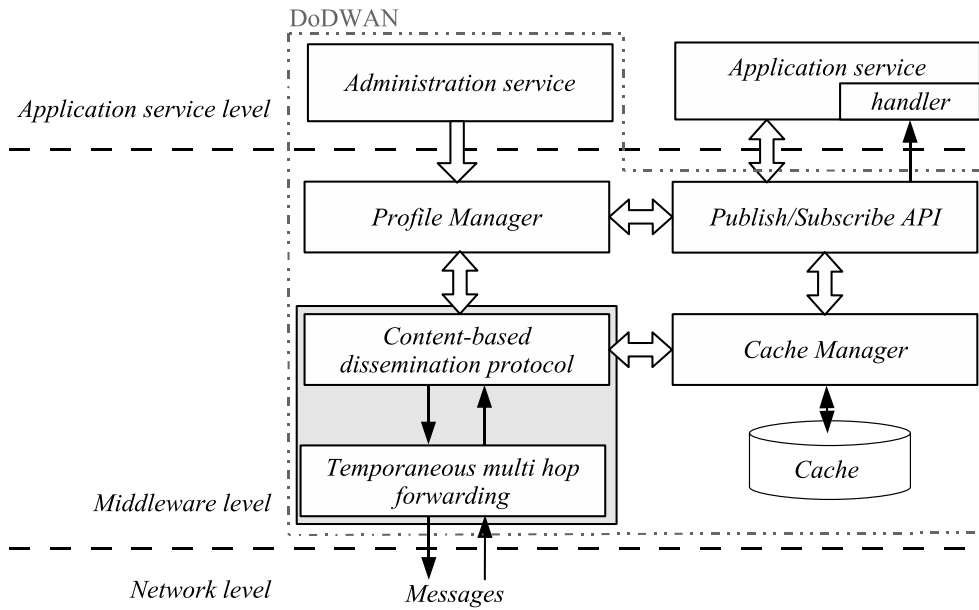 DoDWAN
Administration service
Application service
handler
Application service level
Profile Manager
Publish/Subscribe API
Content-based
dissemination protocol
Cache Manager
Temporaneous multi hop
forwarding
Cache
Middleware level
Network level
Messages